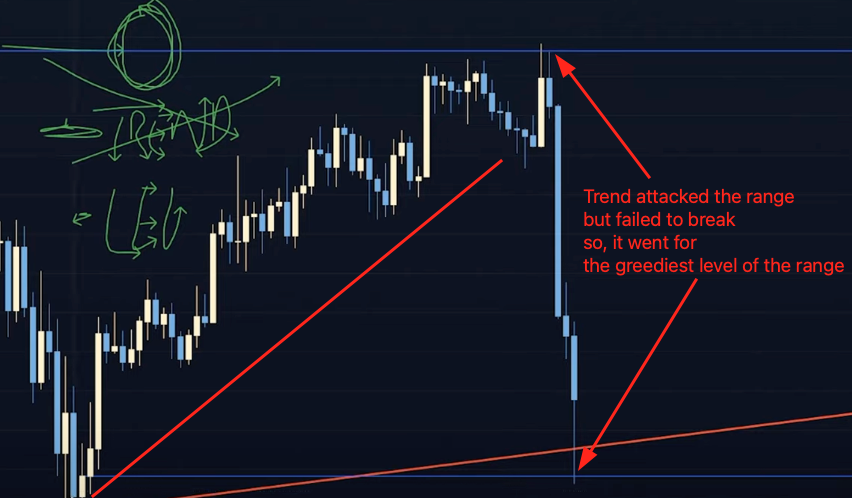 TREND
Trend attacked the range
but failed to break
so, it went for
the greediest level of the range